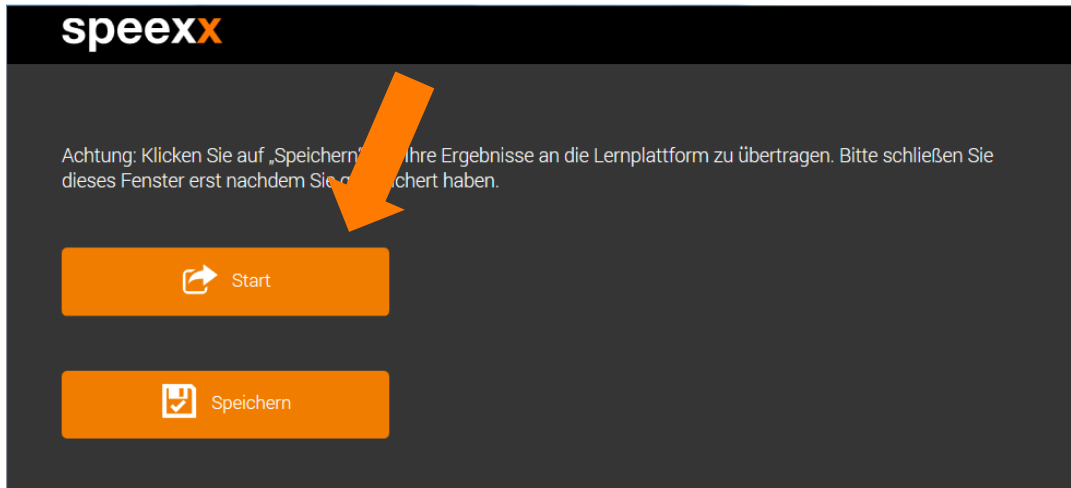 speexx
Achtung: Klicken Sie auf „Speichern“ Ihre Ergebnisse an die Lernplattform zu übertragen. Bitte schließen Sie
dieses Fenster erst nachdem Sie haben.
Start
Speichern